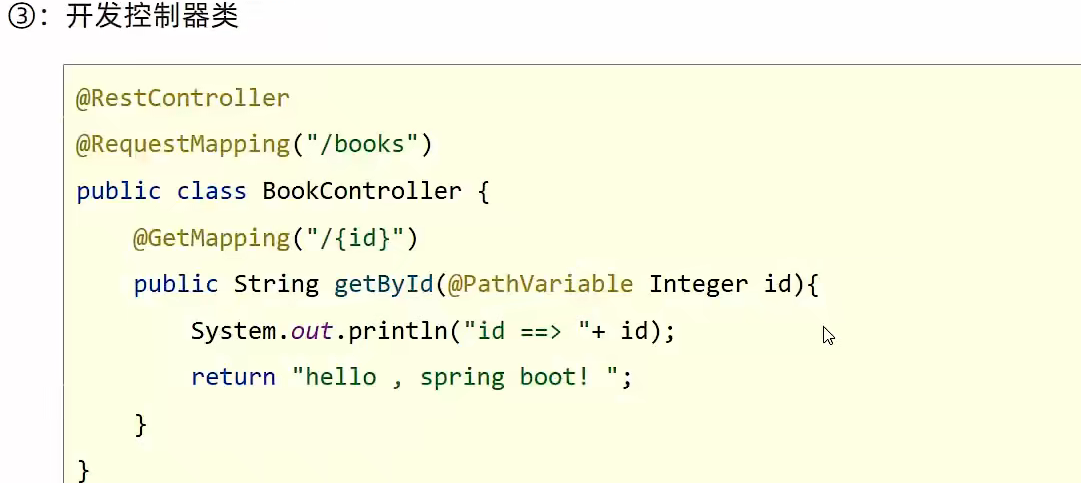 ③：开发控制器类
@RestController
@RequestMapping("/books")
public class BookController {
@GetMapping("/{id}")
public String getById(@PathVariable Integer id){
System.out.println("id ==> "+ id);
return "hello , spring boot! ";
}
}